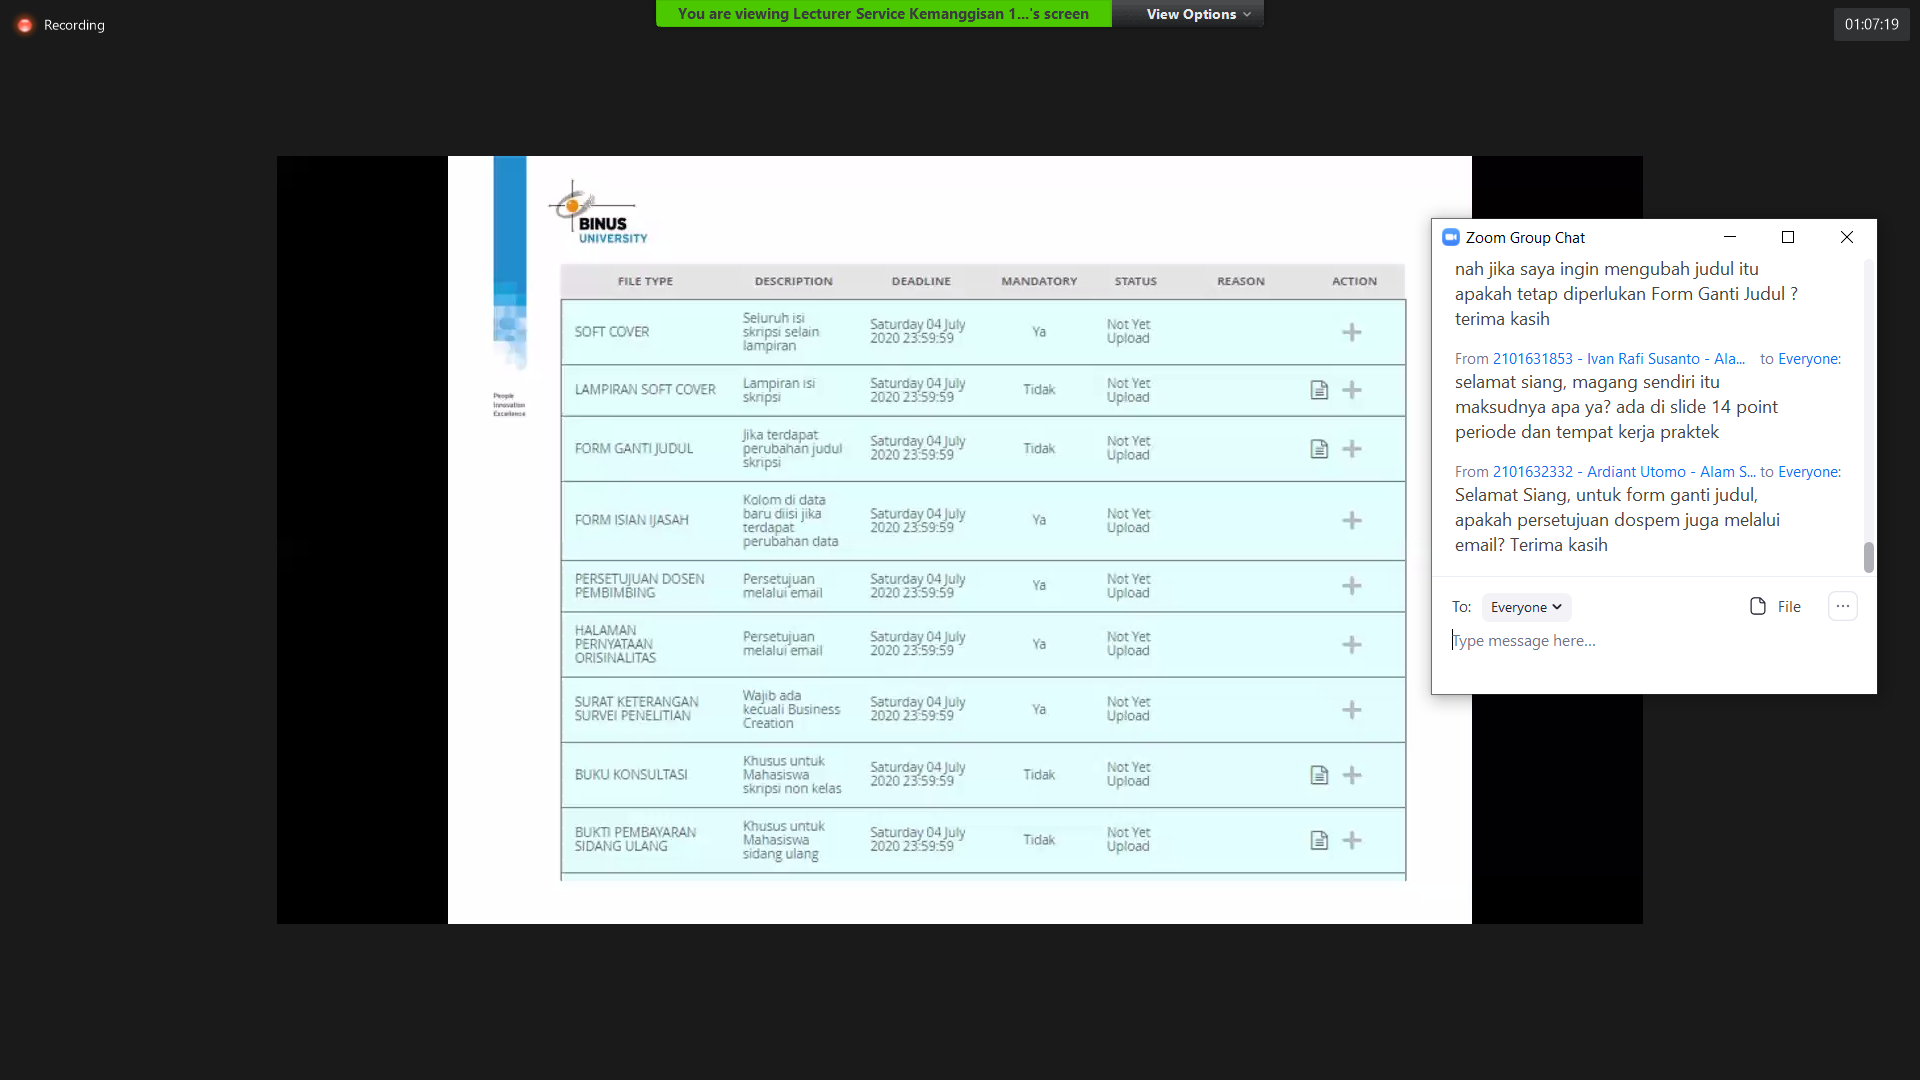 Recording
You are viewing Lecturer Service Kemanggisan 1...'s screen
View Options
01:07:19
BINUS
UNIVERSITY
People
Innovation
Excellence
FILE TYPE DESCRIPTION DEADLINE MANDATORY STATUS REASON ACTION
SOFT COVER
Seluruh isi
skripsi selain
lampiran
Saturday 04 July
2020 23:59:59
Ya
Not Yet
Upload
LAMPIRAN SOFT COVER
Lampiran isi
skripsi
Saturday 04 July
2020 23:59:59
Tidak
Not Yet
Upload
FORM GANTI JUDUL
Jika terdapat
perubahan judul
skripsi
Saturday 04 July
2020 23:59:59
Tidak
Not Yet
Upload
FORM ISIAN IJASAH
Kolom di data
baru diisi jika
terdapat
perubahan data
Saturday 04 July
2020 23:59:59
Ya
Not Yet
Upload
PERSETUJUAN DOSEN
PEMBIMBING
Persetujuan
melalui email
Saturday 04 July
2020 23:59:59
Ya
Not Yet
Upload
HALAMAN
PERNYATAAN
ORISINALITAS
Persetujuan
melalui email
Saturday 04 July
2020 23:59:59
Ya
Not Yet
Upload
SURAT KETERANGAN
SURVEI PENELITIAN
Wajib ada
kecuali Business
Creation
Saturday 04 July
2020 23:59:59
Ya
Not Yet
Upload
BUKU KONSULTASI
Khusus untuk
Mahasiswa
skripsi non kelas
Saturday 04 July
2020 23:59:59
Tidak
Not Yet
Upload
BUKTI PEMBAYARAN
SIDANG ULANG
Khusus untuk
Mahasiswa
sidang ulang
Saturday 04 July
2020 23:59:59
Tidak
Not Yet
Upload
Zoom Group Chat
nah jika saya ingin mengubah judul itu
apakah tetap diperlukan Form Ganti Judul ?
terima kasih
From 2101631853 - Ivan Rafi Susanto - Ala... to Everyone:
selamat siang, magang sendiri itu
maksudnya apa ya? ada di slide 14 point
periode dan tempat kerja praktek
From 2101632332 - Ardiant Utomo - Alam S... to Everyone:
Selamat Siang, untuk form ganti judul,
apakah persetujuan dospem juga melalui
email? Terima kasih
To: Everyone File ...
Type message here...